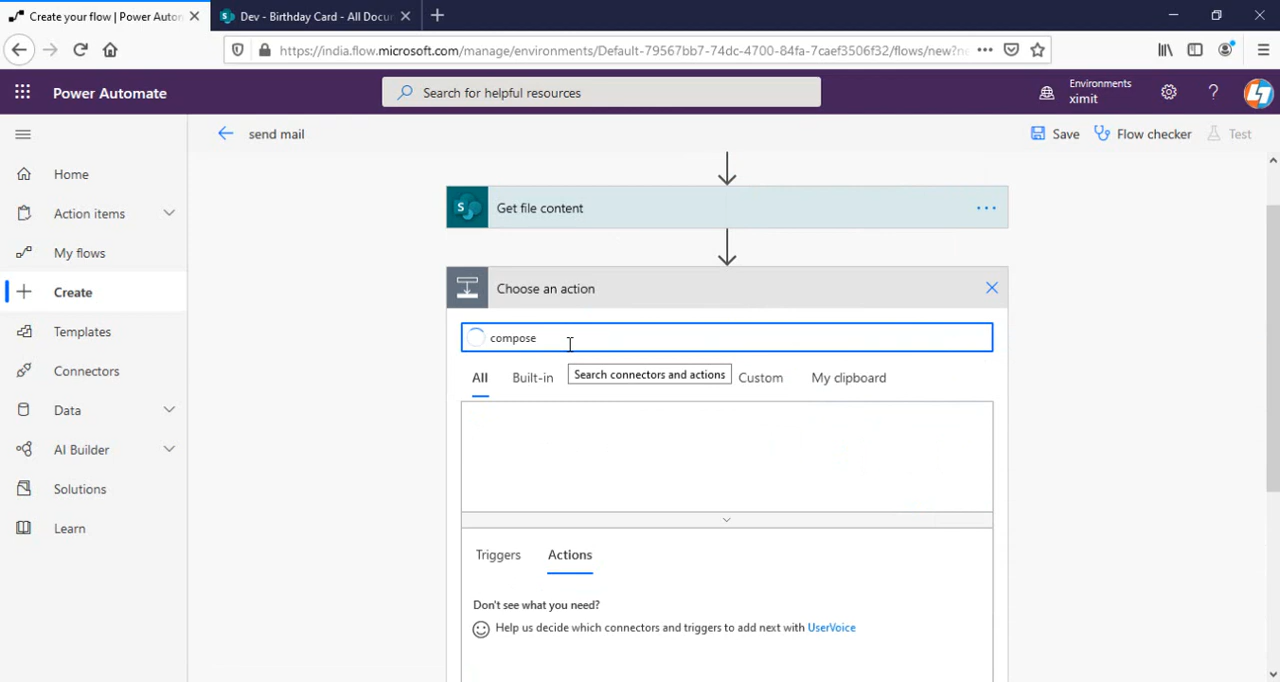 Create your flow | Power Auton
Dev - Birthday Card - All Docu
https://india.flow.microsoft.com/manage/environments/Default-79567bb7-74dc-4700-84fa-7caef3506f32/flows/new?n
Power Automate
Search for helpful resources
Environments
ximit
send mail
Save
Flow checker
Test
Home
Action items
My flows
Create
Templates
Connectors
Data
AI Builder
Solutions
Learn
Get file content
Choose an action
compose
All
Built-in
Search connectors and actions
Custom
My clipboard
Triggers
Actions
Don't see what you need?
Help us decide which connectors and triggers to add next with UserVoice